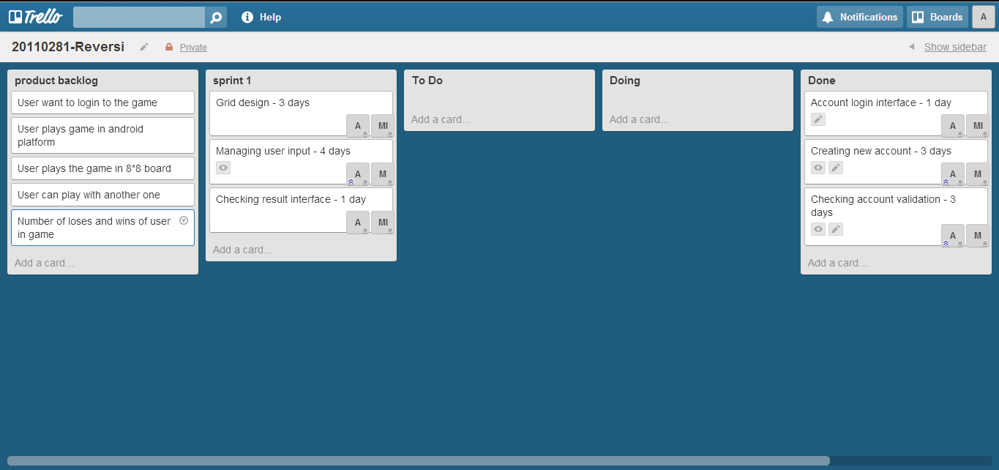 Trello
Help
Notifications
Boards
A
20110281-Reversi
Private
Show sidebar
product backlog
User want to login to the game
User plays game in android
platform
User plays the game in 8*8 board
User can play with another one
Number of loses and wins of user
in game
Add a card…
sprint 1
Grid design - 3 days
A MI
Managing user input - 4 days
A M
Checking result interface - 1 day
A MI
Add a card…
To Do
Add a card…
Doing
Add a card…
Done
Account login interface - 1 day
A MI
Creating new account - 3 days
A M
Checking account validation - 3
days
A M
Add a card…